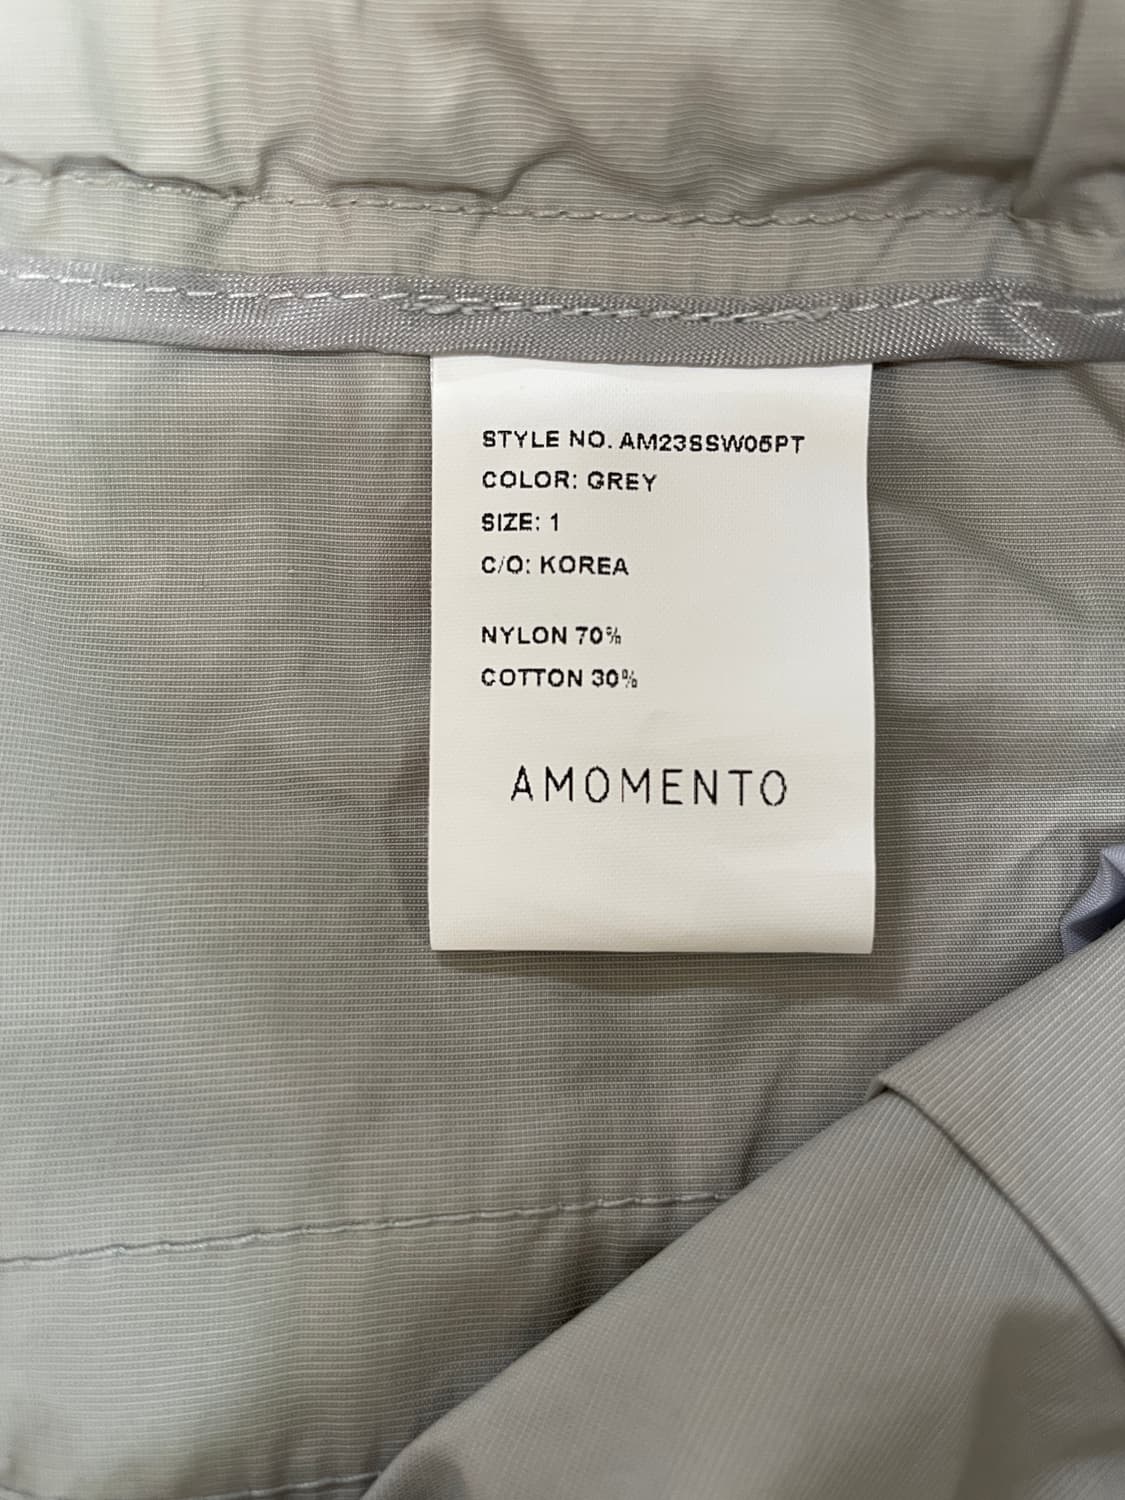 STYLE NO. AM23SSW05PT
COLOR: GREY
SIZE: 1
C/O: KOREA
NYLON 70%
COTTON 30%
AMOMENTO